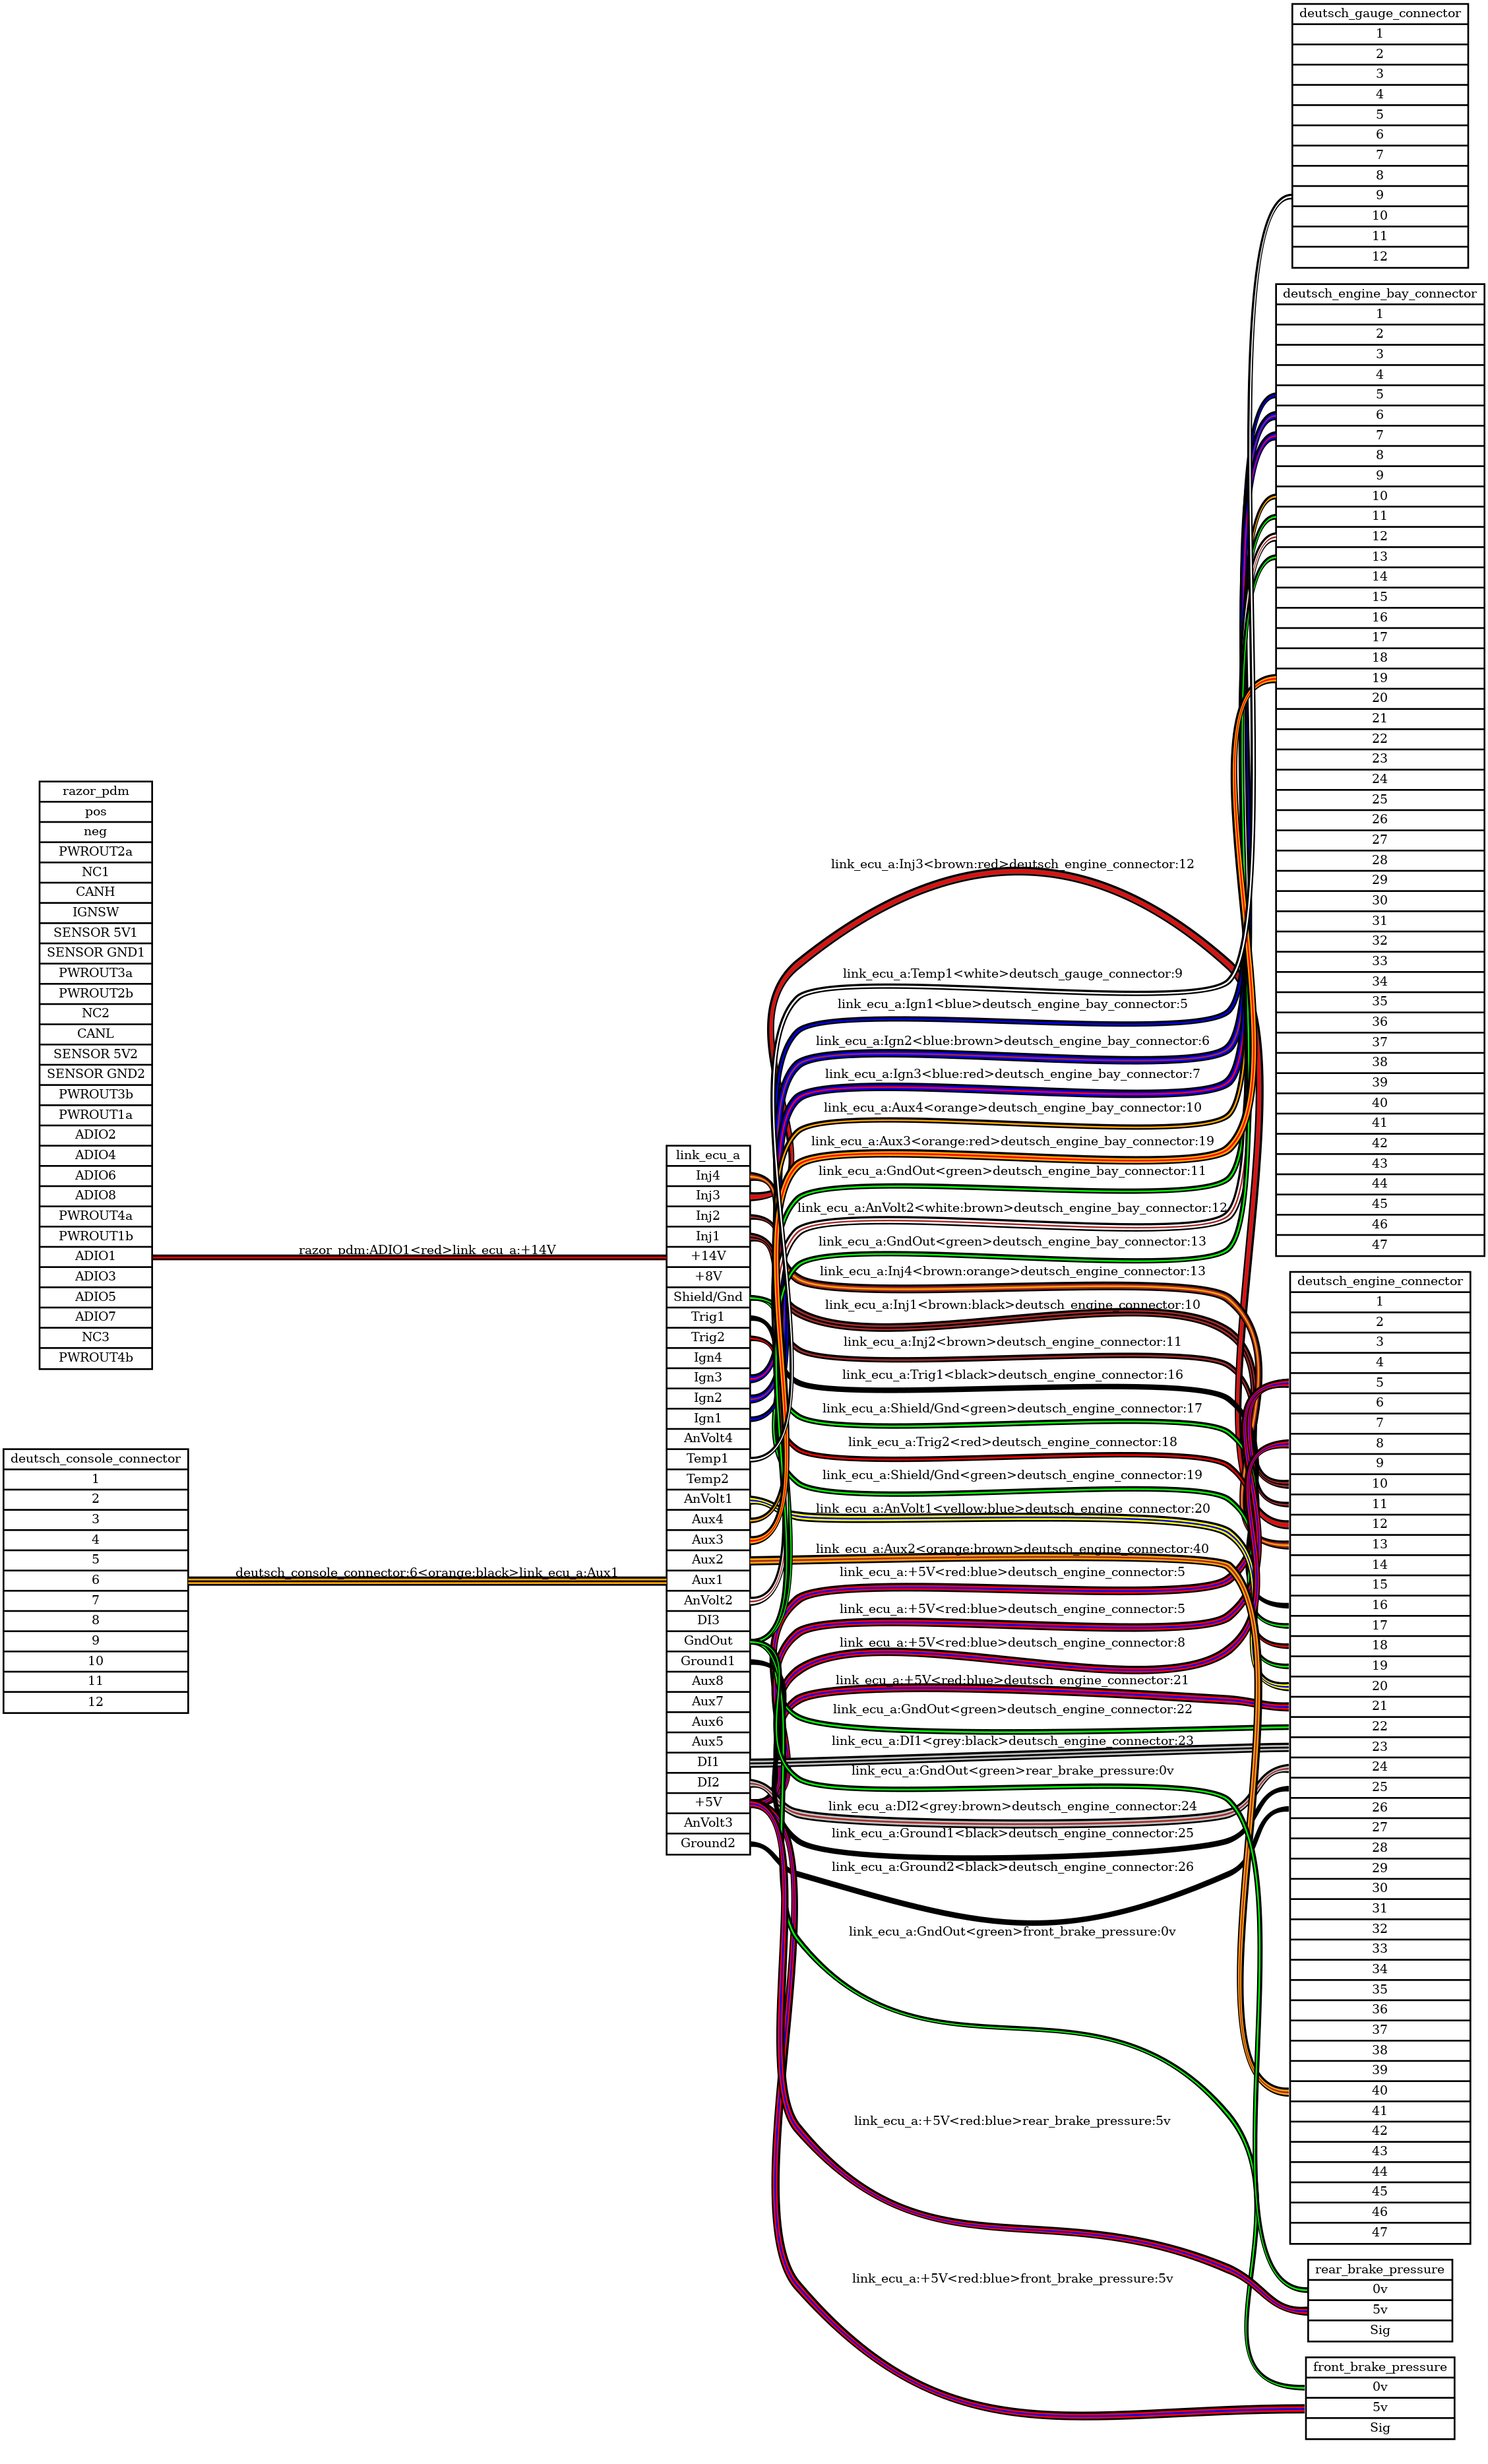 deutsch_gauge_connector
1
2
3
4
5
6
7
8
9
10
11
12
deutsch_engine_bay_connector
1
2
3
4
5
6
7
8
9
10
11
12
13
14
15
16
17
18
19
20
21
22
23
24
25
26
27
28
29
30
31
32
33
34
35
36
37
38
39
40
41
42
43
44
45
46
47
razor_pdm
pos
neg
PWROUT2a
NC1
CANH
IGNSW
SENSOR 5V1
SENSOR GND1
PWROUT3a
PWROUT2b
NC2
CANL
SENSOR 5V2
SENSOR GND2
PWROUT3b
PWROUT1a
ADIO2
ADIO4
ADIO6
ADIO8
PWROUT4a
PWROUT1b
ADIO1
ADIO3
ADIO5
ADIO7
NC3
PWROUT4b
deutsch_console_connector
1
2
3
4
5
6
7
8
9
10
11
12
razor_pdm:ADIO1<red>link_ecu_a:+14V
deutsch_console_connector:6<orange:black>link_ecu_a:Aux1
link_ecu_a
Inj4
Inj3
Inj2
Inj1
+14V
+8V
Shield/Gnd
Trig1
Trig2
Ign4
Ign3
Ign2
Ign1
AnVolt4
Temp1
Temp2
AnVolt1
Aux4
Aux3
Aux2
Aux1
AnVolt2
DI3
GndOut
Ground1
Aux8
Aux7
Aux6
Aux5
DI1
DI2
+5V
AnVolt3
Ground2
link_ecu_a:Inj3<brown:red>deutsch_engine_connector:12
link_ecu_a:Temp1<white>deutsch_gauge_connector:9
link_ecu_a:Ign1<blue>deutsch_engine_bay_connector:5
link_ecu_a:Ign2<blue:brown>deutsch_engine_bay_connector:6
link_ecu_a:Ign3<blue:red>deutsch_engine_bay_connector:7
link_ecu_a:Aux4<orange>deutsch_engine_bay_connector:10
link_ecu_a:Aux3<orange:red>deutsch_engine_bay_connector:19
link_ecu_a:GndOut<green>deutsch_engine_bay_connector:11
link_ecu_a:AnVolt2<white:brown>deutsch_engine_bay_connector:12
link_ecu_a:GndOut<green>deutsch_engine_bay_connector:13
link_ecu_a:Inj4<brown:orange>deutsch_engine_connector:13
link_ecu_a:Inj1<brown:black>deutsch_engine_connector:10
link_ecu_a:Inj2<brown>deutsch_engine_connector:11
link_ecu_a:Trig1<black>deutsch_engine_connector:16
link_ecu_a:Shield/Gnd<green>deutsch_engine_connector:17
link_ecu_a:Trig2<red>deutsch_engine_connector:18
link_ecu_a:Shield/Gnd<green>deutsch_engine_connector:19
link_ecu_a:AnVolt1<yellow:blue>deutsch_engine_connector:20
link_ecu_a:Aux2<orange:brown>deutsch_engine_connector:40
link_ecu_a:+5V<red:blue>deutsch_engine_connector:5
link_ecu_a:+5V<red:blue>deutsch_engine_connector:5
link_ecu_a:+5V<red:blue>deutsch_engine_connector:8
link_ecu_a:+5V<red:blue>deutsch_engine_connector:21
link_ecu_a:GndOut<green>deutsch_engine_connector:22
link_ecu_a:DI1<grey:black>deutsch_engine_connector:23
link_ecu_a:GndOut<green>rear_brake_pressure:0v
link_ecu_a:DI2<grey:brown>deutsch_engine_connector:24
link_ecu_a:Ground1<black>deutsch_engine_connector:25
link_ecu_a:Ground2<black>deutsch_engine_connector:26
link_ecu_a:GndOut<green>front_brake_pressure:0v
link_ecu_a:+5V<red:blue>rear_brake_pressure:5v
link_ecu_a:+5V<red:blue>front_brake_pressure:5v
deutsch_engine_connector
1
2
3
4
5
6
7
8
9
10
11
12
13
14
15
16
17
18
19
20
21
22
23
24
25
26
27
28
29
30
31
32
33
34
35
36
37
38
39
40
41
42
43
44
45
46
47
rear_brake_pressure
0v
5v
Sig
front_brake_pressure
0v
5v
Sig